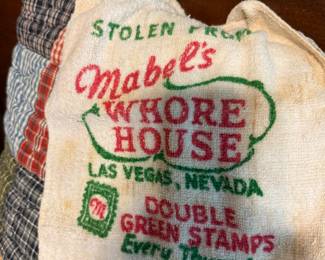 STOLEN FROM
Mabel's
WHORE
HOUSE
LAS VEGAS, NEVADA
M
DOUBLE
GREEN STAMPS
Every